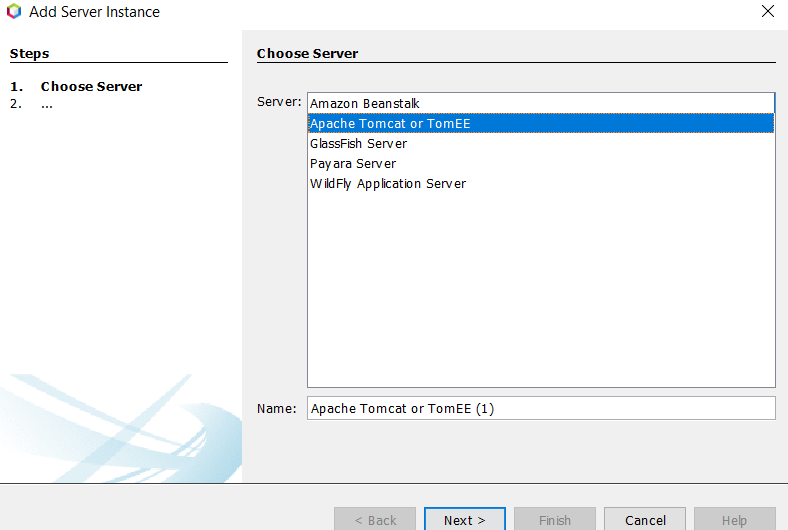 Add Server Instance
Steps
1. Choose Server
2. ...
Choose Server
Server:
Amazon Beanstalk
Apache Tomcat or TomEE
GlassFish Server
Payara Server
WildFly Application Server
Name: Apache Tomcat or TomEE (1)
< Back Next > Finish Cancel Help